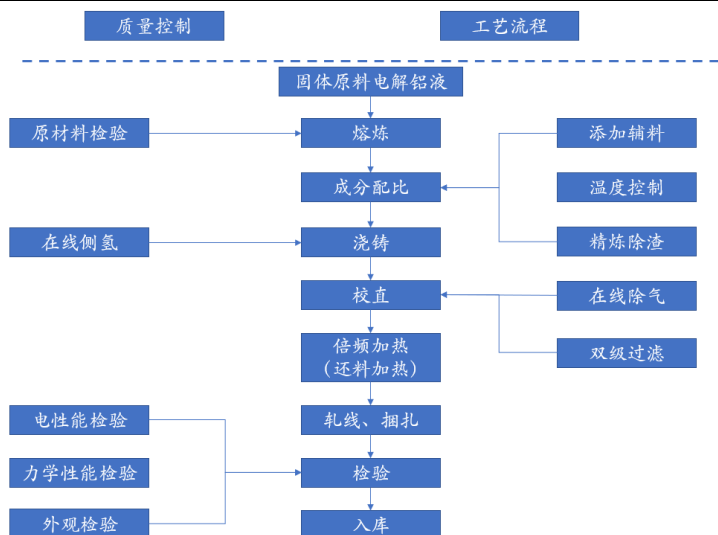 质量控制
工艺流程
固体原料电解铝液
原材料检验
熔炼
添加辅料
成分配比
温度控制
在线侧氢
浇铸
精炼除渣
校直
在线除气
倍频加热
（还料加热）
双级过滤
电性能检验
轧线、捆扎
力学性能检验
检验
外观检验
入库